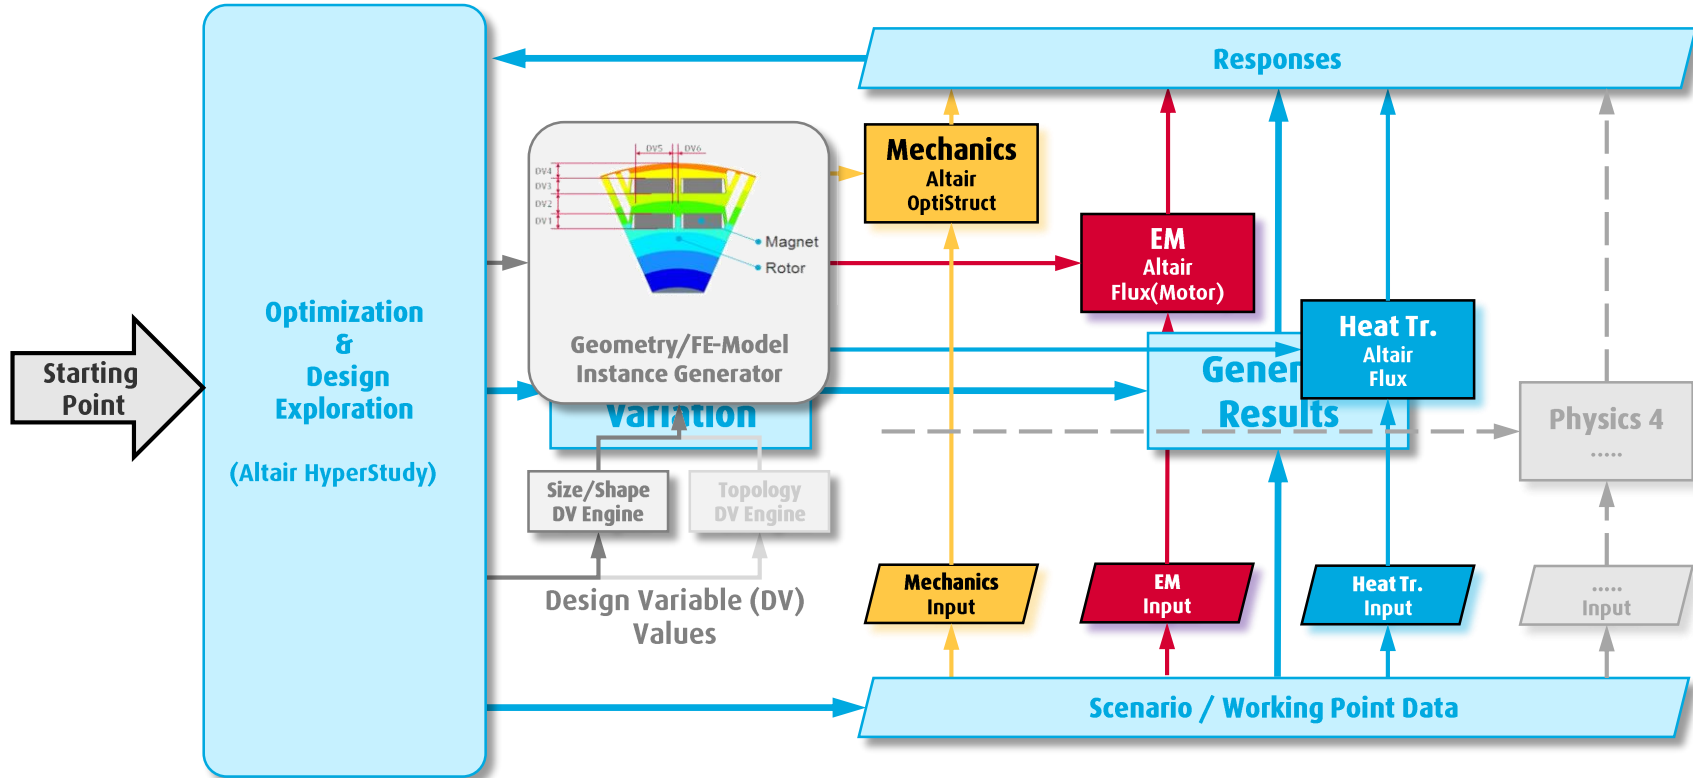 Responses
DV5
DV6
DV4
DV3
DV2
DV1
Magnet
Rotor
Geometry/FE-Model
Instance Generator
Mechanics
Altair
OptiStruct
EM
Altair
Flux(Motor)
Heat Tr.
Altair
Flux
Starting
Point
Optimization
&
Design
Exploration
(Altair HyperStudy)
Variation
Results
Physics 4
.....
Size/Shape
DV Engine
Topology
DV Engine
Design Variable (DV)
Values
Mechanics
Input
EM
Input
Heat Tr.
Input
.....
Input
Scenario / Working Point Data